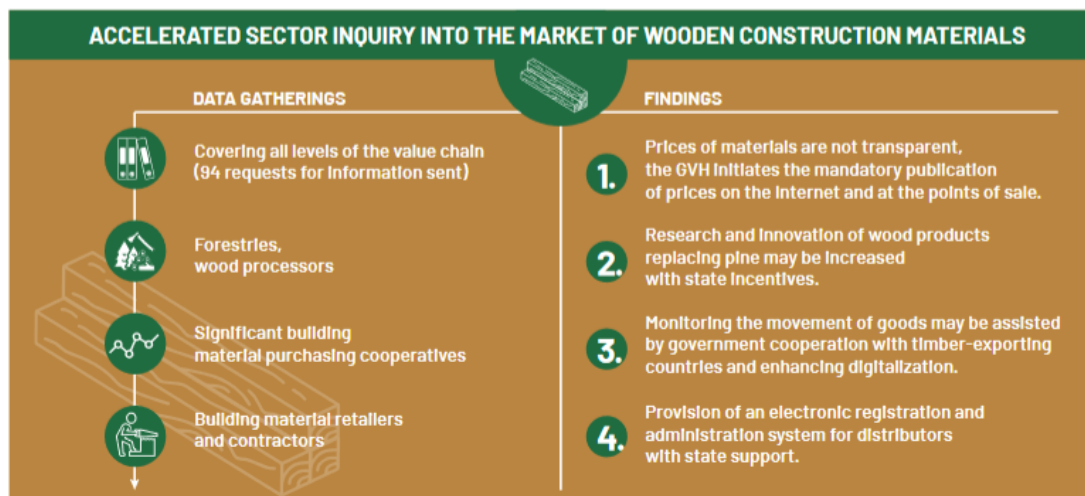 ACCELERATED SECTOR INQUIRY INTO THE MARKET OF WOODEN CONSTRUCTION MATERIALS
DATA GATHERINGS
Covering all levels of the value chain
(94 requests for information sent)
Forestries,
wood processors
Significant building
material purchasing cooperatives
Building material retailers
and contractors
FINDINGS
1.
Prices of materials are not transparent,
the GVH initiates the mandatory publication
of prices on the internet and at the points of sale.
2.
Research and innovation of wood products
replacing pine may be increased
with state incentives.
3.
Monitoring the movement of goods may be assisted
by government cooperation with timber-exporting
countries and enhancing digitalization.
4.
Provision of an electronic registration and
administration system for distributors
with state support.